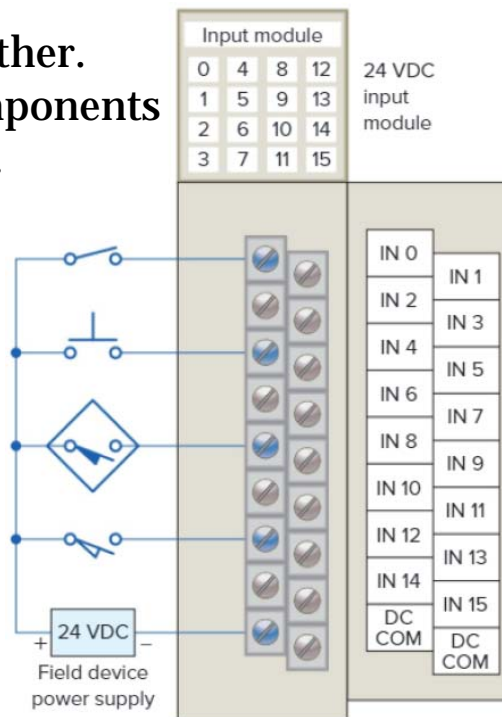 ther.
nponents
Input module
0 4 8 12
1 5 9 13
2 6 10 14
3 7 11 15
24 VDC
input
module
IN 0
IN 1
IN 2
IN 3
IN 4
IN 5
IN 6
IN 7
IN 8
IN 9
IN 10
IN 11
IN 12
IN 13
IN 14
IN 15
DC
COM
DC
COM
+ 24 VDC −
Field device
power supply